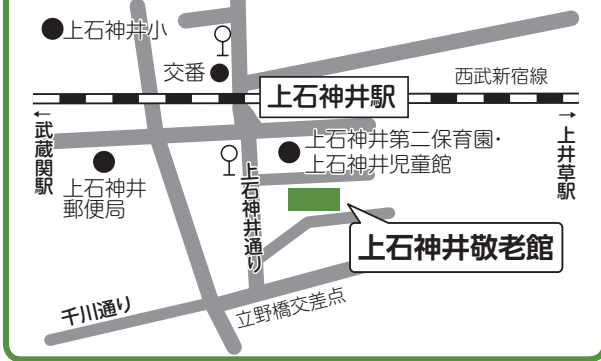 上石神井小
交番
西武新宿線
上石神井駅
←武蔵関駅
→上井草駅
上石神井第二保育園・
上石神井児童館
上石神井
郵便局
上石神井通り
上石神井敬老館
千川通り
立野橋交差点